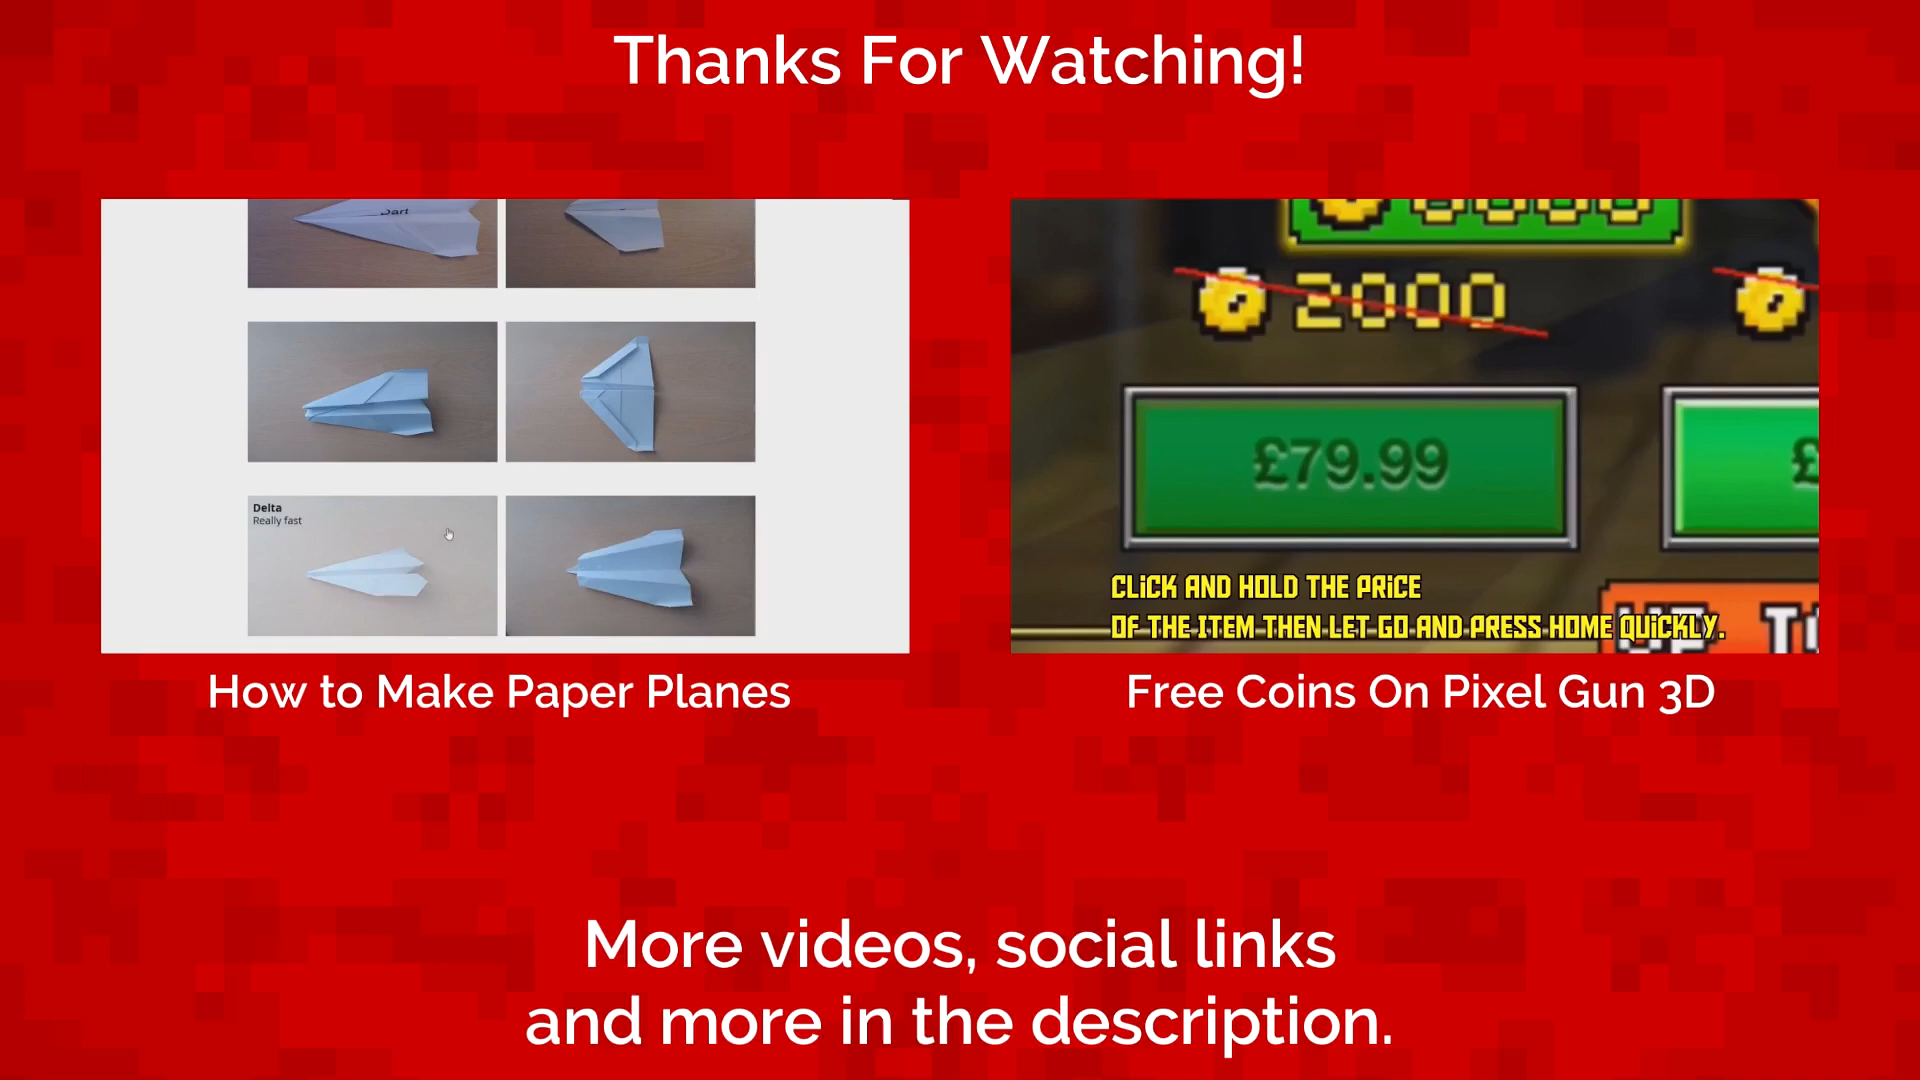 Thanks For Watching!
Dart
Delta
Really fast
2000
£79.99
£
CLiCK AND HOLD THE PRiCE
OF THE ITEM THEN LET GO AND PRESS HOME QUiCKLY.
How to Make Paper Planes
Free Coins On Pixel Gun 3D
More videos, social links
and more in the description.